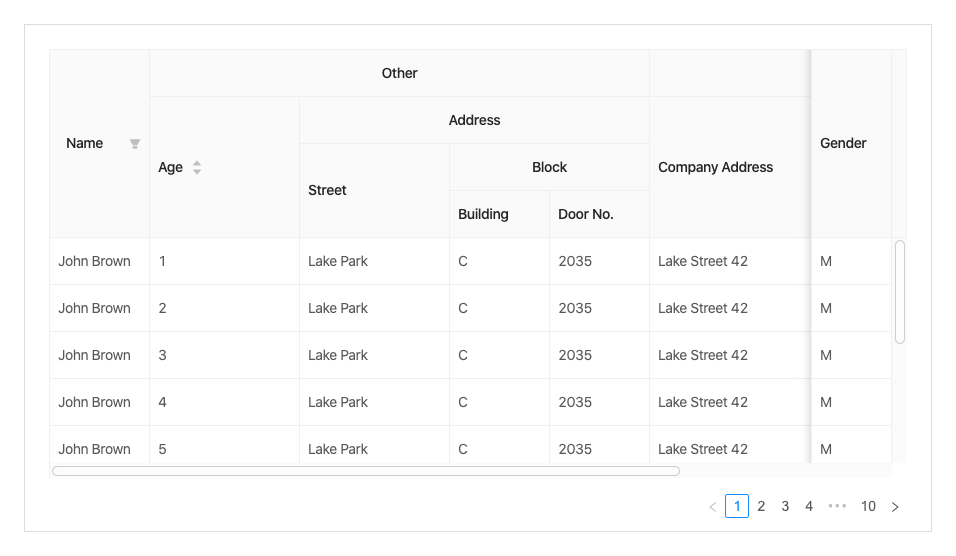 Other
Address
Name
Age
Street
Block
Company Address
Gender
Building
Door No.
John Brown 1 Lake Park C 2035 Lake Street 42 M
John Brown 2 Lake Park C 2035 Lake Street 42 M
John Brown 3 Lake Park C 2035 Lake Street 42 M
John Brown 4 Lake Park C 2035 Lake Street 42 M
John Brown 5 Lake Park C 2035 Lake Street 42 M
< 1 2 3 4 ••• 10 >